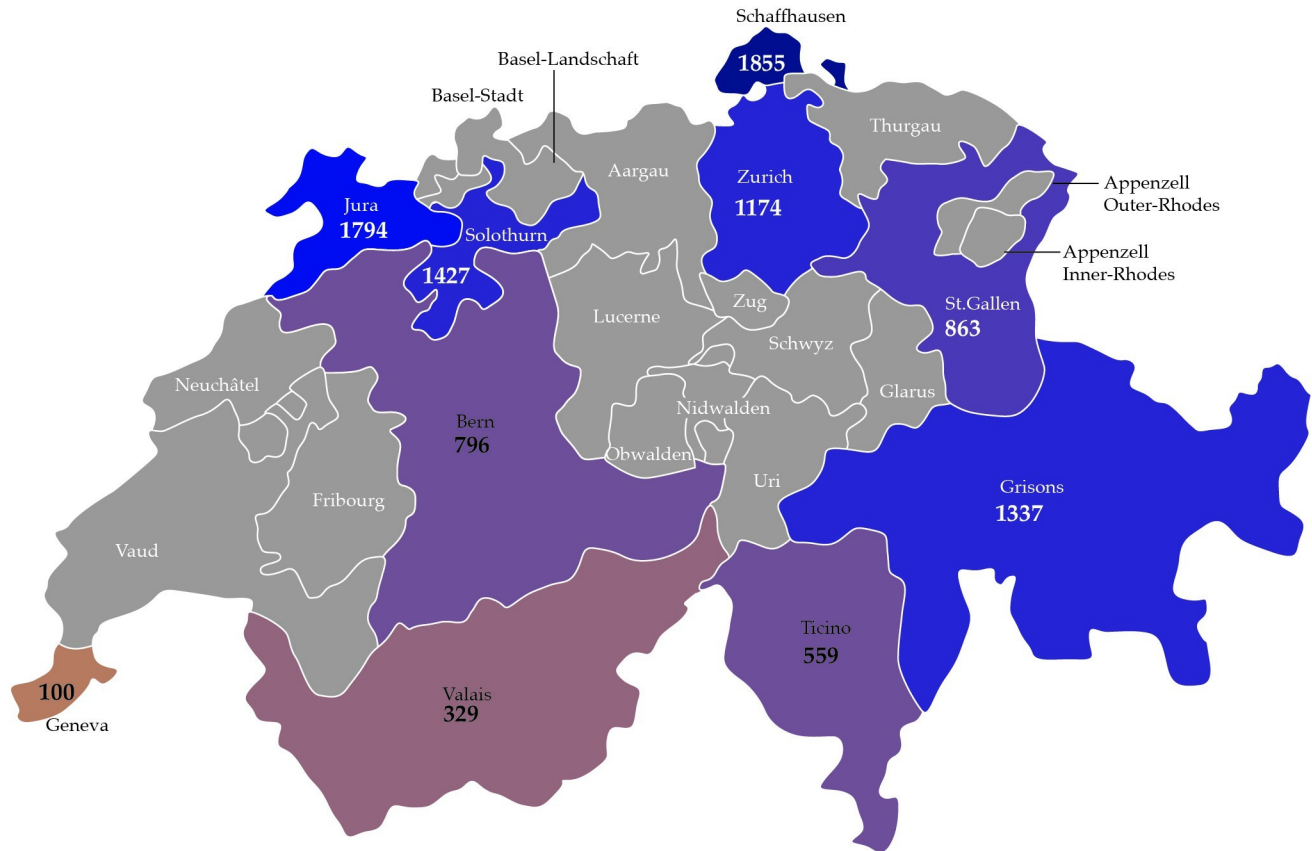 Schaffhausen
1855
Basel-Landschaft
Basel-Stadt
Thurgau
Aargau
Zurich
1174
Appenzell
Outer-Rhodes
Jura
1794
Solothurn
1427
Appenzell
Inner-Rhodes
Zug
St.Gallen
863
Lucerne
Schwyz
Neuchâtel
Glarus
Nidwalden
Bern
796
Obwalden
Uri
Grisons
1337
Fribourg
Vaud
Ticino
559
100
Geneva
Valais
329